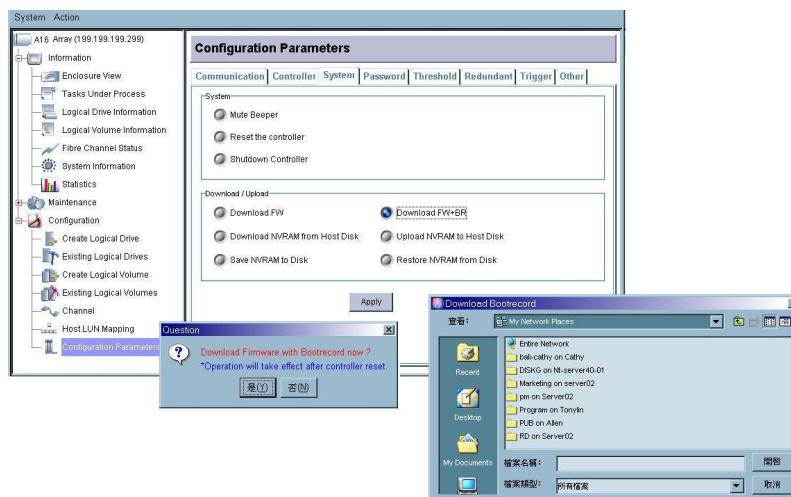 System Action
A16 Array (199.199.199.299)
Information
Enclosure View
Tasks Under Process
Logical Drive Information
Logical Volume Information
Fibre Channel Status
System Information
Statistics
Maintenance
Configuration
Create Logical Drive
Existing Logical Drives
Create Logical Volume
Existing Logical Volumes
Channel
Host LUN Mapping
Configuration Parameters
Configuration Parameters
Communication Controller System Password Threshold Redundant Trigger Other
System
Mute Beeper
Reset the controller
Shutdown Controller
Download / Upload
Download FW Download FW+BR
Download NVRAM from Host Disk Upload NVRAM to Host Disk
Save NVRAM to Disk Restore NVRAM from Disk
Apply
Question
Download Firmware with Bootrecord now ?
*Operation will take effect after controller reset.
是(Y) 否(N)
Download Bootrecord
查看: My Network Places
Recent
Desktop
My Documents
Entire Network
bali-cathy on Cathy
DISKG on Nt-server40-01
Marketing on server02
pm on Server02
Program on Tonylin
PUB on Allen
RD on Server02
檔案名稱: 開啓
檔案類型: 所有檔案 取消